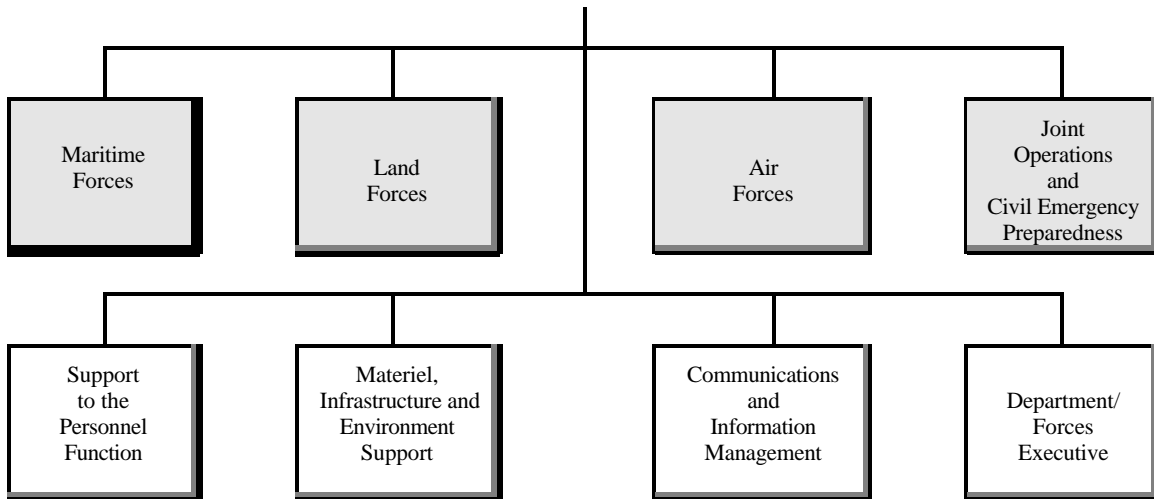 Maritime
Forces
Land
Forces
Air
Forces
Joint
Operations
and
Civil Emergency
Preparedness
Support
to the
Personnel
Function
Materiel,
Infrastructure and
Environment
Support
Communications
and
Information
Management
Department/
Forces
Executive